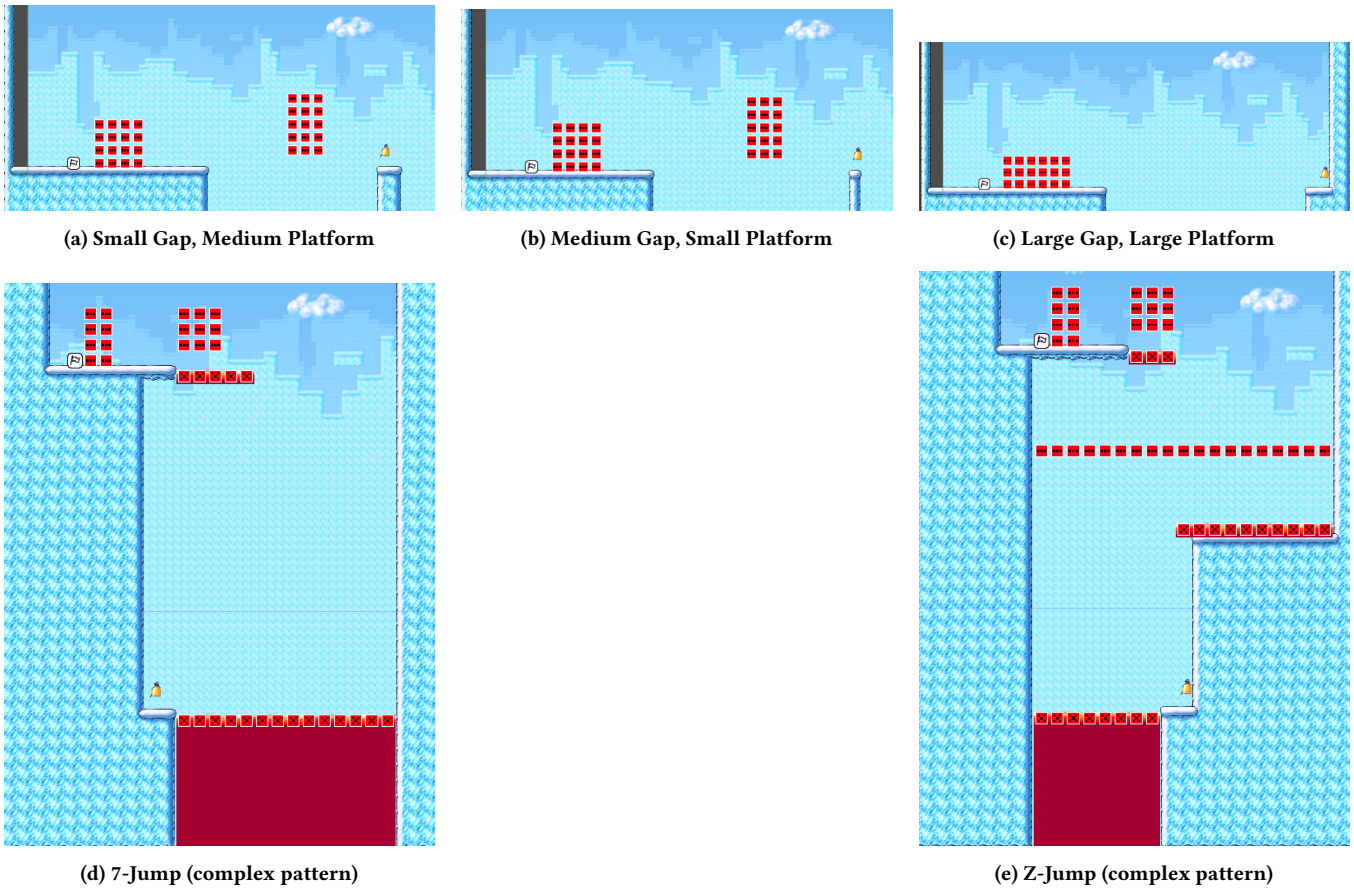 (a) Small Gap, Medium Platform
(b) Medium Gap, Small Platform
(c) Large Gap, Large Platform
(d) 7-Jump (complex pattern)
(e) Z-Jump (complex pattern)